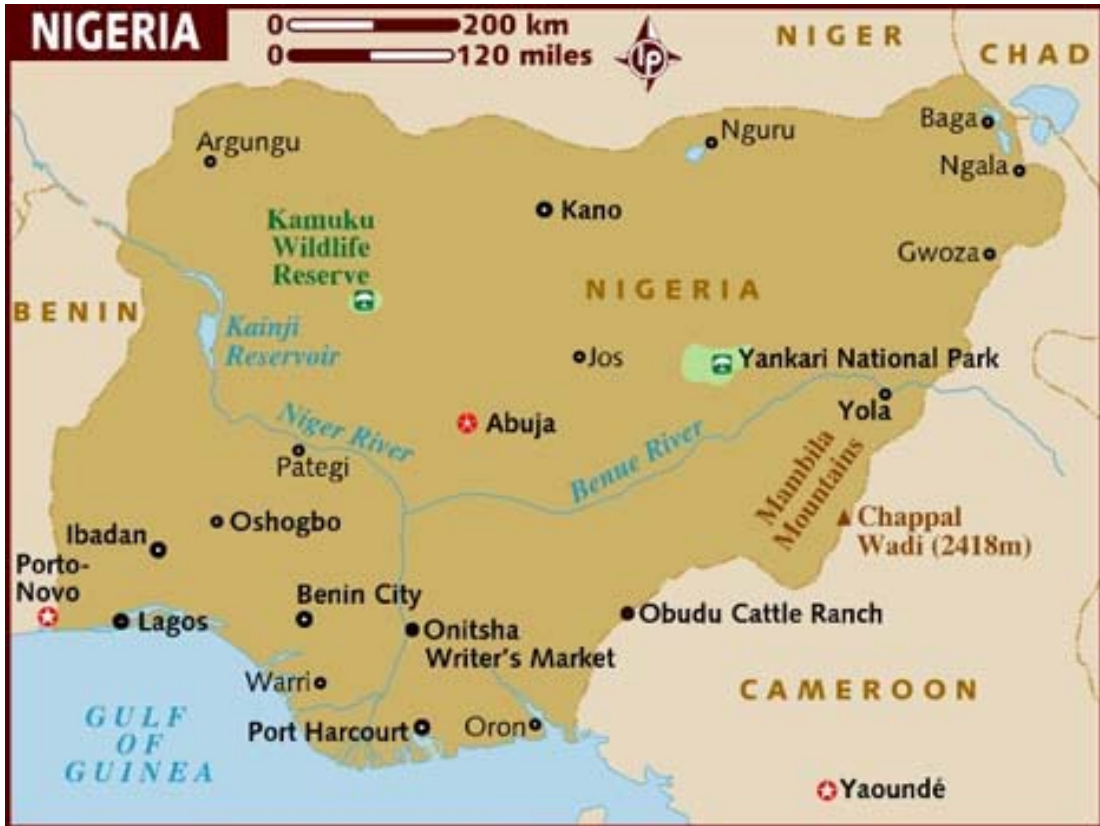 NIGERIA
0 200 km
0 120 miles
lp
NIGER
CHAD
Argungu
Nguru
Baga
Ngala
Kano
Kamuku
Wildlife
Reserve
Gwoza
NIGERIA
BENIN
Kainji
Reservoir
Jos
Yankari National Park
Yola
Niger River
Abuja
Benue River
Pategi
Mambila
Mountains
Oshogbo
Chappal
Wadi (2418m)
Ibadan
Porto-
Novo
Benin City
Lagos
Obudu Cattle Ranch
Onitsha
Writer's Market
Warri
CAMEROON
GULF
OF
GUINEA
Port Harcourt
Oron
Yaoundé